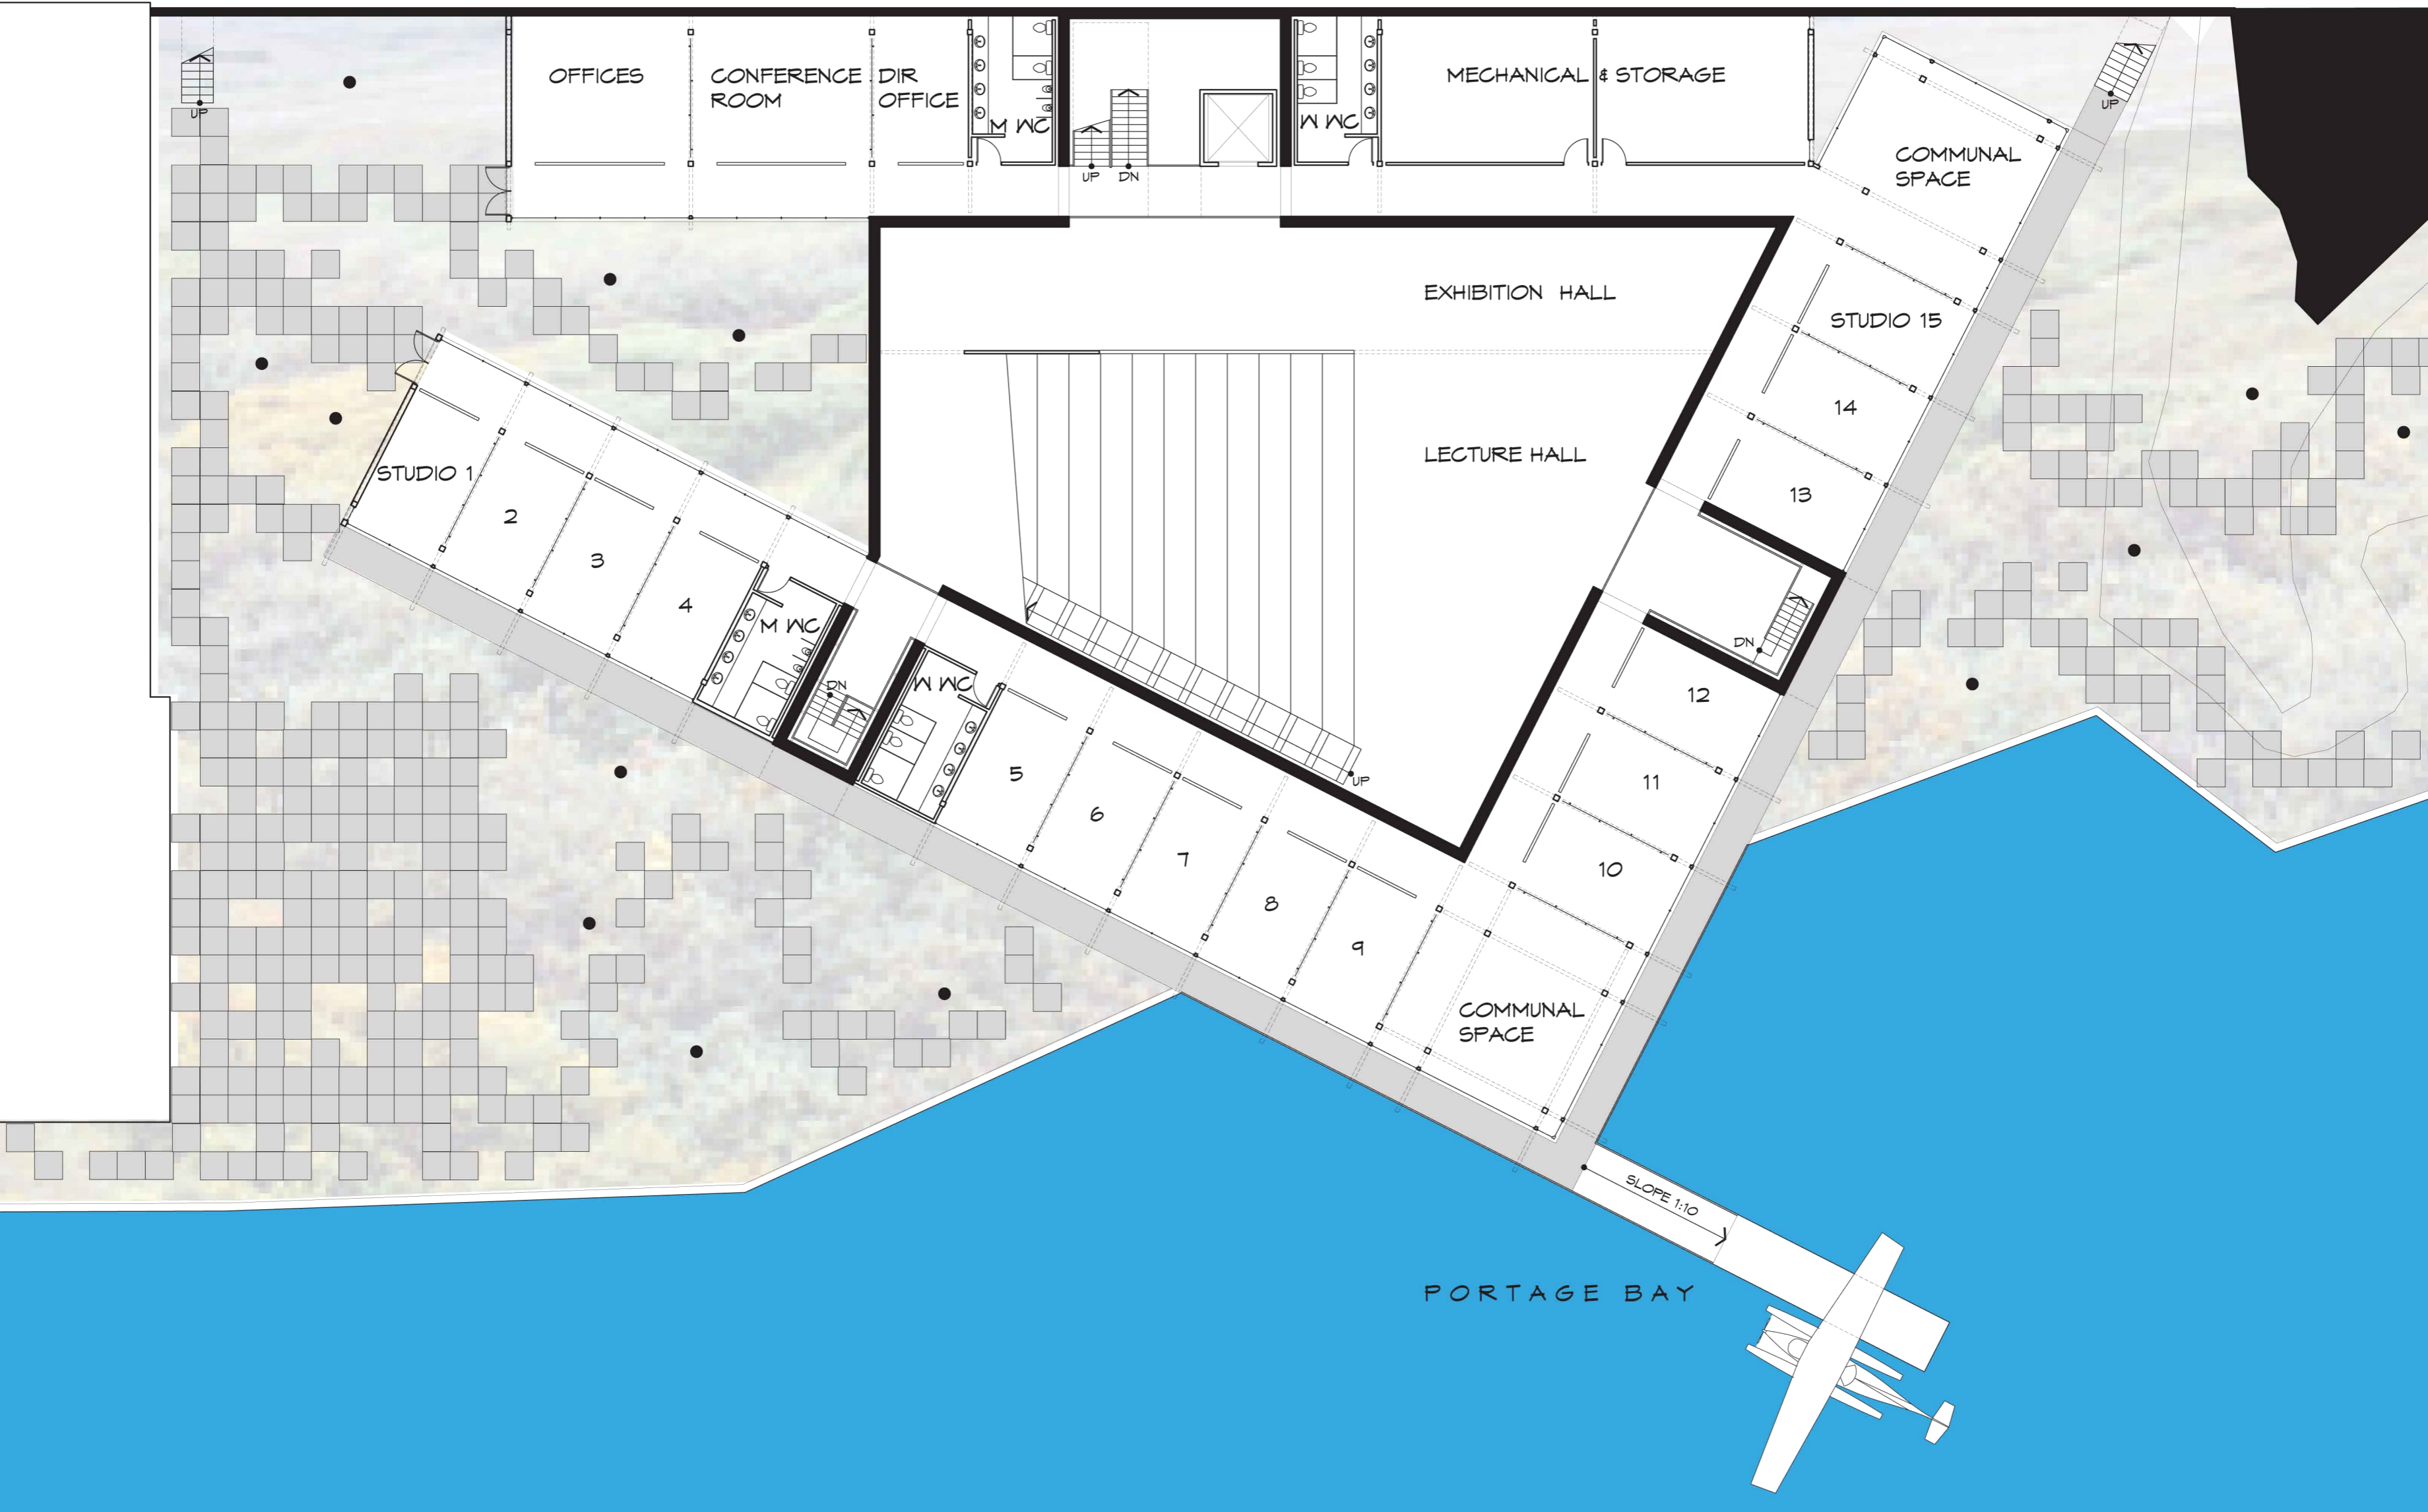 OFFICES
CONFERENCE
ROOM
DIR
OFFICE
M WC
UP
DN
W WC
MECHANICAL & STORAGE
COMMUNAL
SPACE
UP
UP
EXHIBITION HALL
LECTURE HALL
STUDIO 15
14
13
DN
12
11
10
STUDIO 1
2
3
4
M WC
DN
W WC
5
6
7
8
9
UP
COMMUNAL
SPACE
SLOPE 1:10
PORTAGE BAY